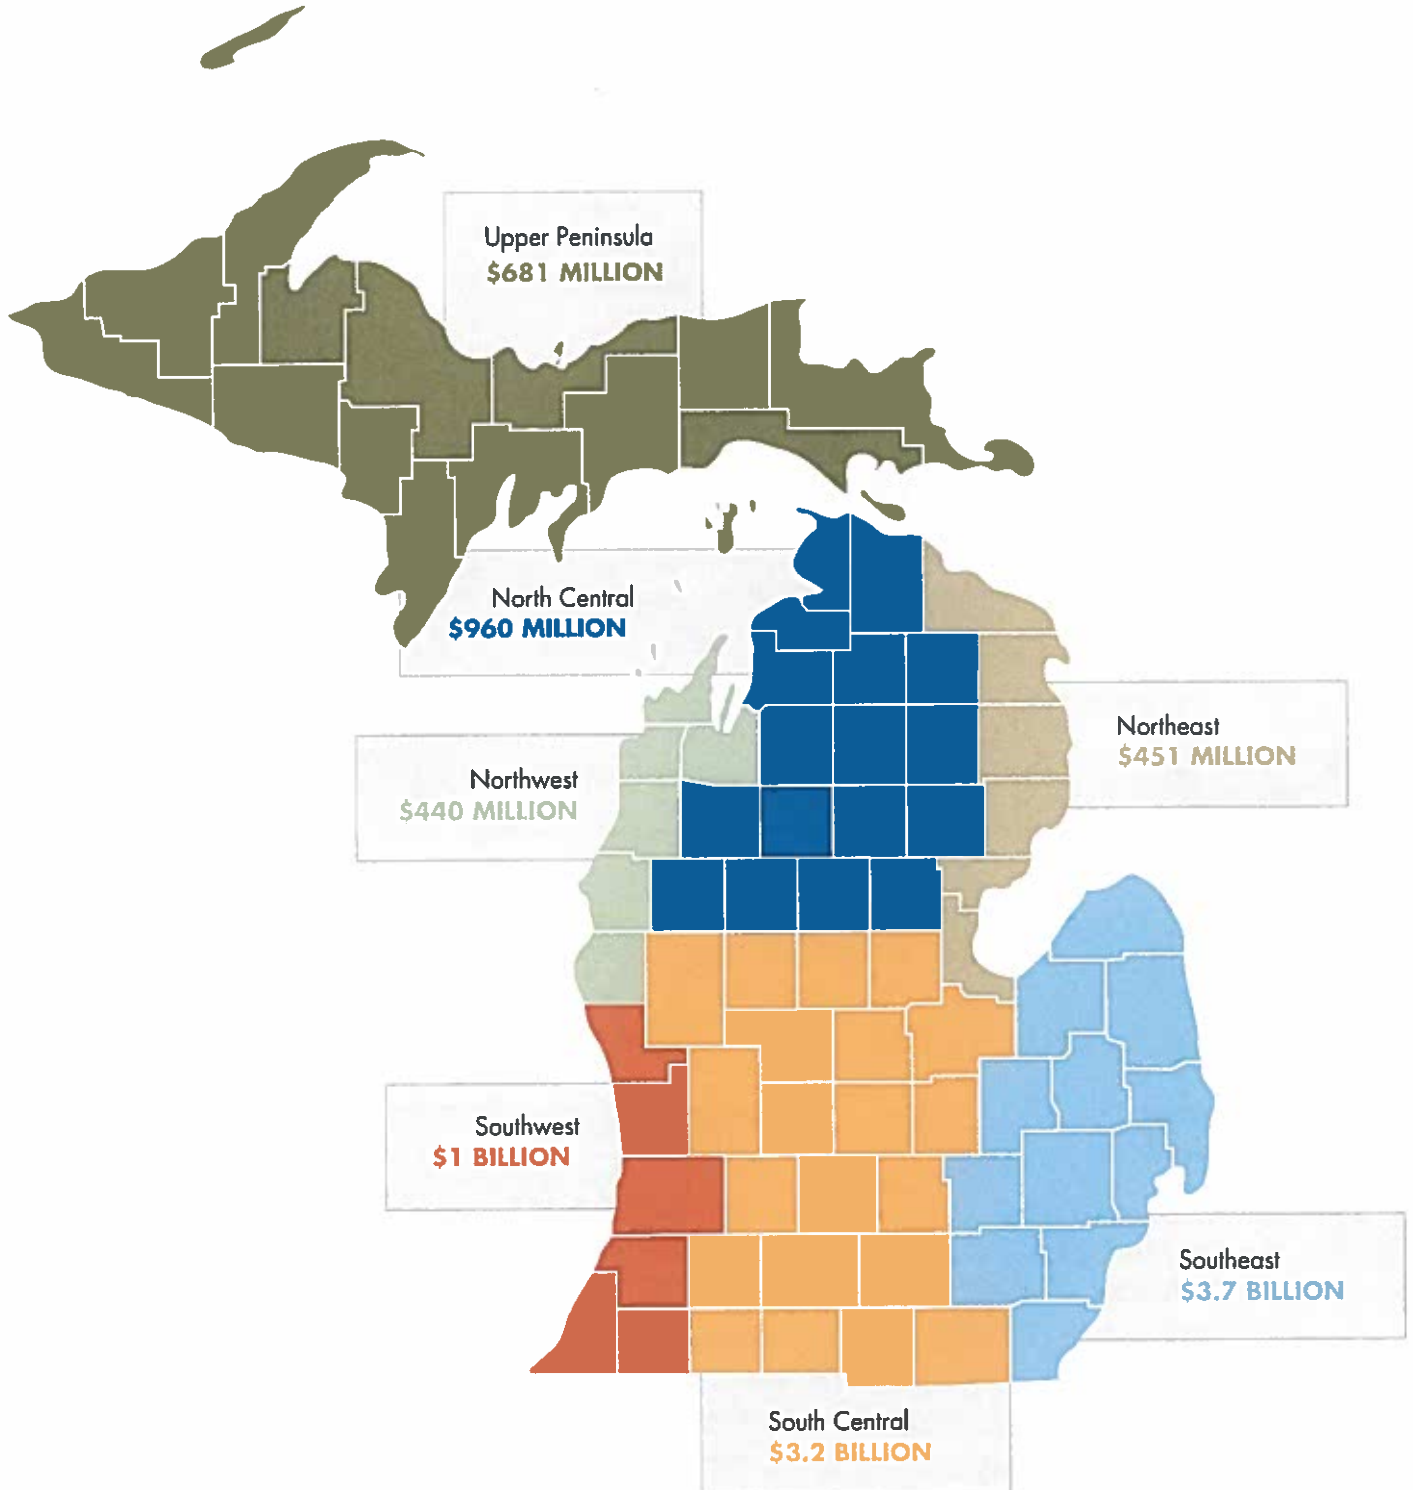 Upper Peninsula
$681 MILLION
North Central
$960 MILLION
Northeast
$451 MILLION
Northwest
$440 MILLION
Southwest
$1 BILLION
Southeast
$3.7 BILLION
South Central
$3.2 BILLION